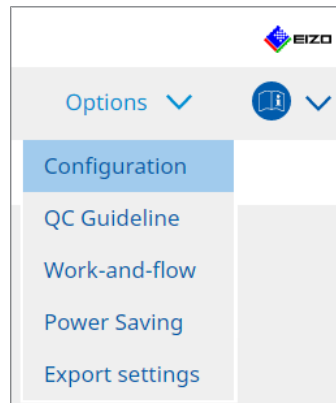 EIZO
Options
Configuration
QC Guideline
Work-and-flow
Power Saving
Export settings